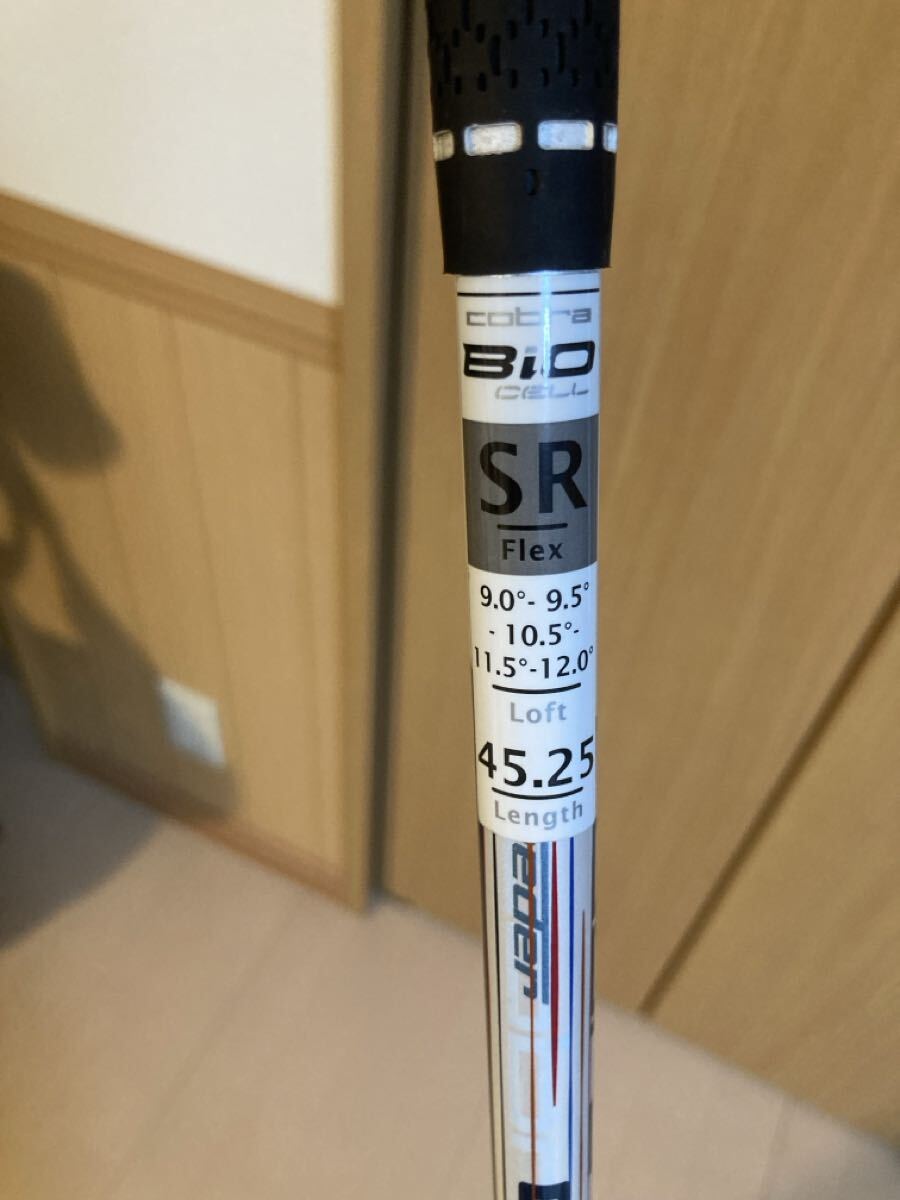 cobra
BiO
CELL
SR
Flex
9.0°- 9.5°
- 10.5°-
11.5°-12.0°
Loft
45.25
Length
eder